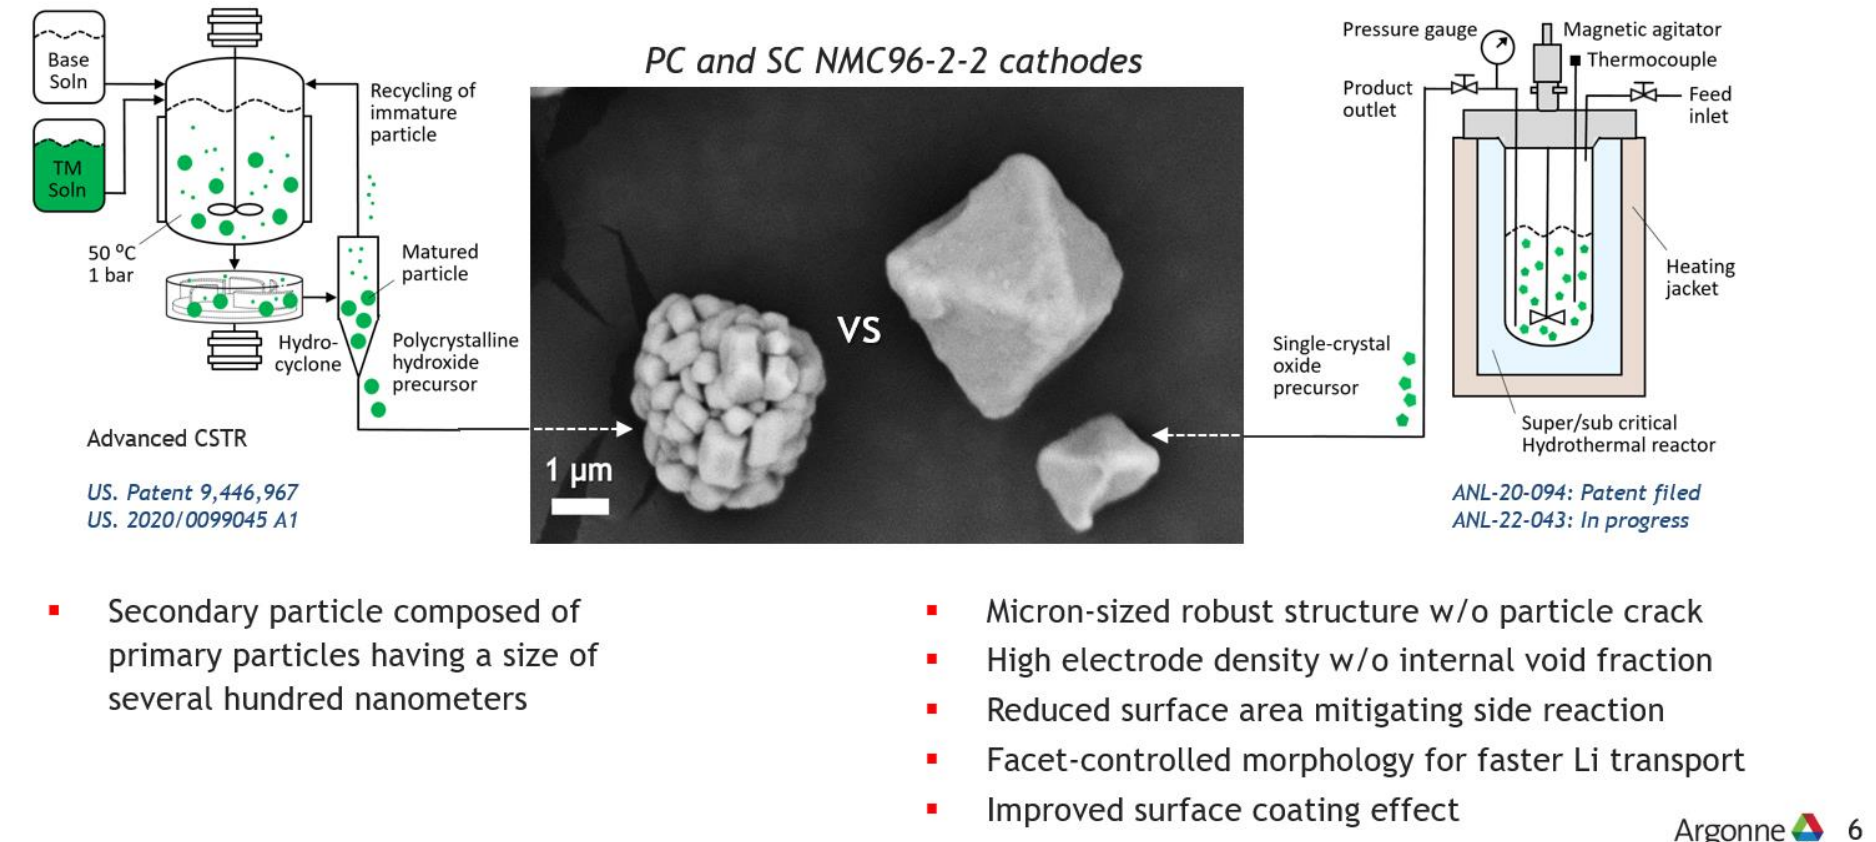 PC and SC NMC96-2-2 cathodes
Base
Soln
TM
Soln
50 ⁰C
1 bar
Recycling of
immature
particle
Matured
particle
Hydro-
cyclone
Polycrystalline
hydroxide
precursor
Advanced CSTR
US. Patent 9,446,967
US. 2020/0099045 A1
VS
1 µm
Pressure gauge
Magnetic agitator
Thermocouple
Product
outlet
Feed
inlet
Heating
jacket
Single-crystal
oxide
precursor
Super/sub critical
Hydrothermal reactor
ANL-20-094: Patent filed
ANL-22-043: In progress
▪ Secondary particle composed of
primary particles having a size of
several hundred nanometers
▪ Micron-sized robust structure w/o particle crack
▪ High electrode density w/o internal void fraction
▪ Reduced surface area mitigating side reaction
▪ Facet-controlled morphology for faster Li transport
▪ Improved surface coating effect
Argonne
6